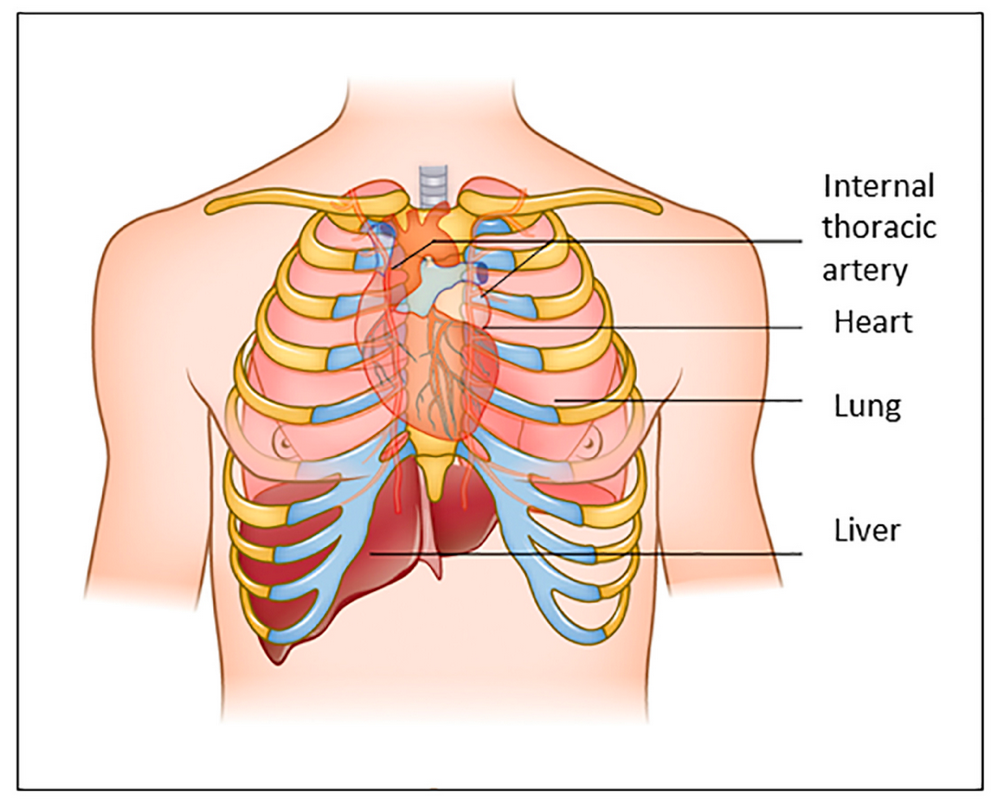 Internal
thoracic
artery
Heart
Lung
Liver